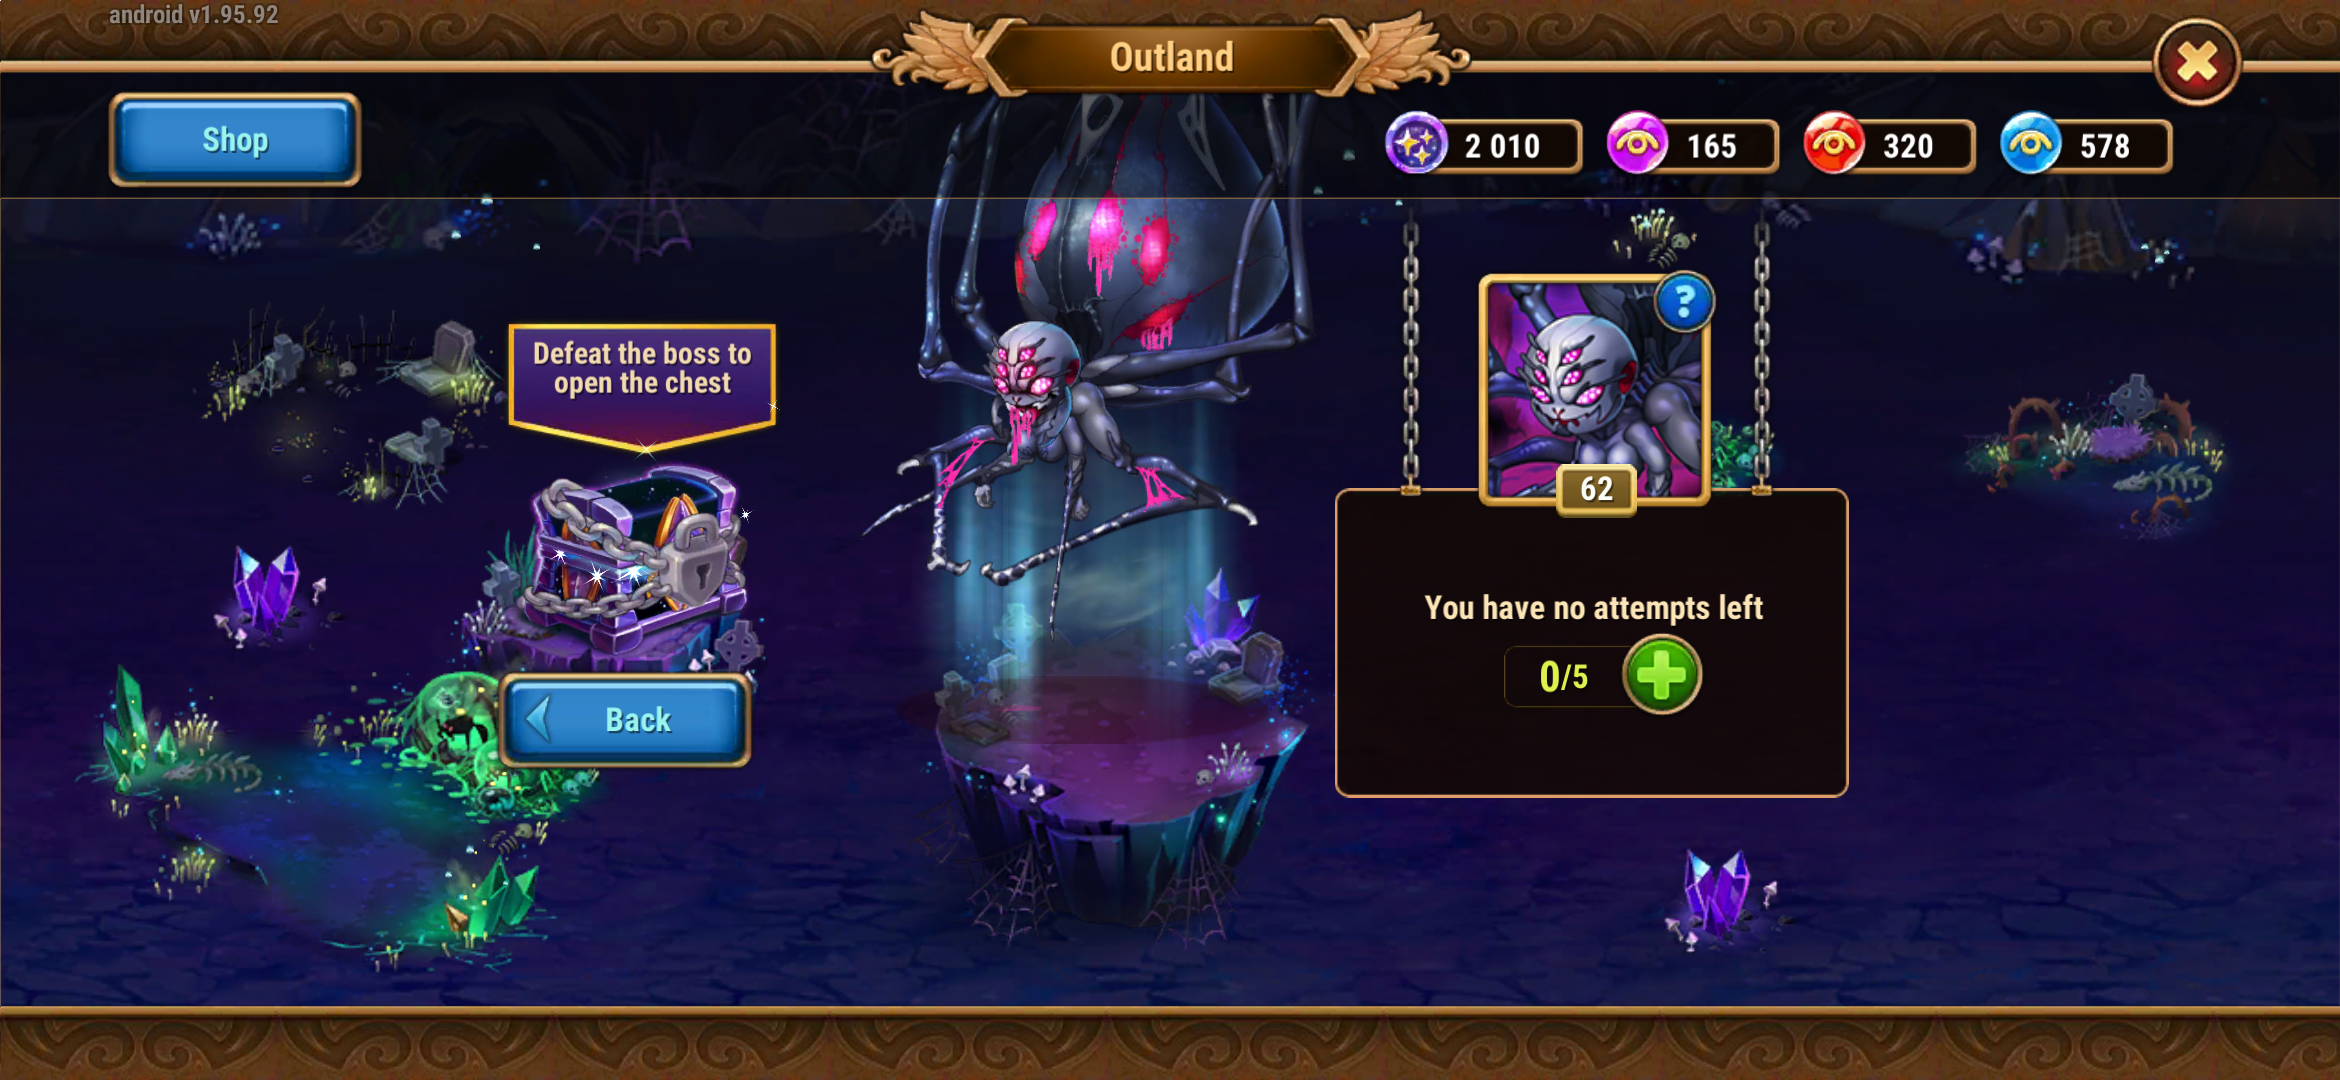 android v1.95.92
Outland
Shop
2 010
165
320
578
Defeat the boss to
open the chest
?
62
You have no attempts left
0/5
Back